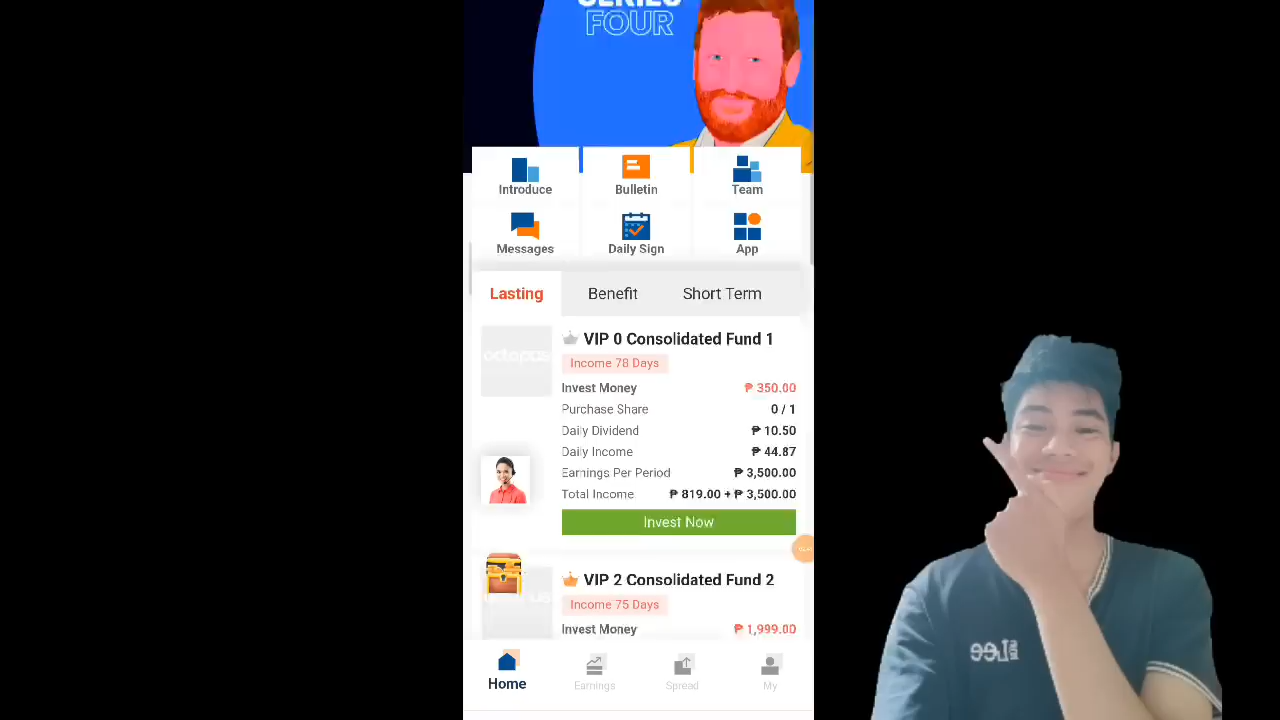 SERIES
FOUR
Introduce
Bulletin
Team
Messages
Daily Sign
App
Lasting
Benefit
Short Term
octopus
VIP 0 Consolidated Fund 1
Income 78 Days
Invest Money ₱ 350.00
Purchase Share 0 / 1
Daily Dividend ₱ 10.50
Daily Income ₱ 44.87
Earnings Per Period ₱ 3,500.00
Total Income ₱ 819.00 + ₱ 3,500.00
Invest Now
VIP 2 Consolidated Fund 2
Income 75 Days
Invest Money ₱ 1,999.00
Home
Earnings
Spread
My
Lee